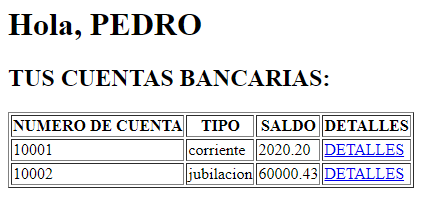 Hola, PEDRO
TUS CUENTAS BANCARIAS:
NUMERO DE CUENTA TIPO SALDO DETALLES
10001 corriente 2020.20 DETALLES
10002 jubilacion 60000.43 DETALLES